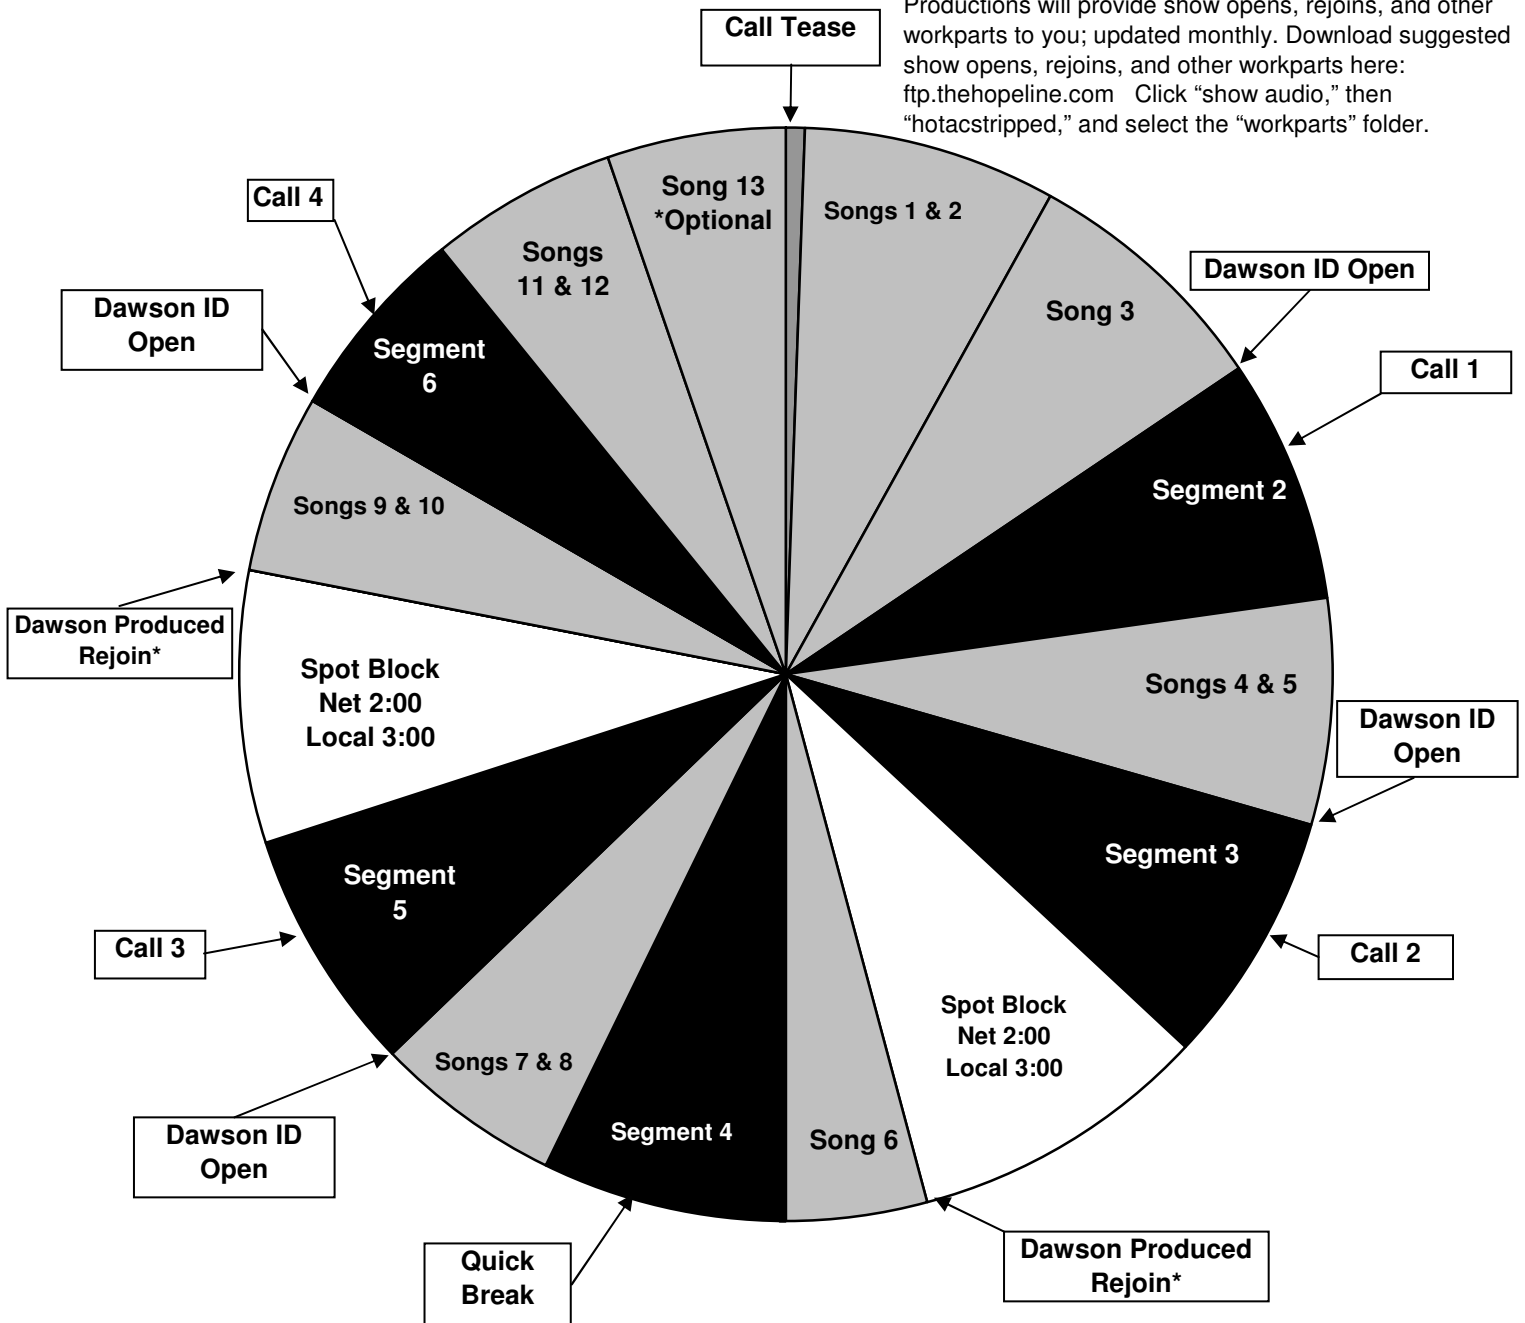 Productions will provide show opens, rejoins, and other
workparts to you; updated monthly. Download suggested
show opens, rejoins, and other workparts here:
ftp.thehopeline.com   Click “show audio,” then
“hotacstripped,” and select the “workparts” folder.
Call Tease
Songs 1 & 2
Song 3
Dawson ID Open
Call 1
Segment 2
Songs 4 & 5
Dawson ID
Open
Segment 3
Call 2
Spot Block
Net 2:00
Local 3:00
Dawson Produced
Rejoin*
Song 6
Segment 4
Quick
Break
Songs 7 & 8
Dawson ID
Open
Segment
5
Call 3
Spot Block
Net 2:00
Local 3:00
Dawson Produced
Rejoin*
Songs 9 & 10
Dawson ID
Open
Segment
6
Call 4
Songs
11 & 12
Song 13
*Optional